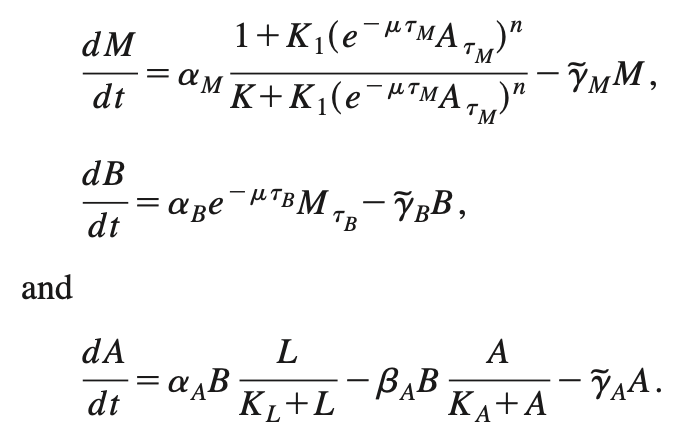 dM/dt = α_M (1+K_1(e^{−μτ_M}A_{τ_M})^n)/(K+K_1(e^{−μτ_M}A_{τ_M})^n) − γ̃_M M,
dB/dt = α_B e^{−μτ_B}M_{τ_B} − γ̃_B B,
and
dA/dt = α_A B L/(K_L+L) − β_A B A/(K_A+A) − γ̃_A A.